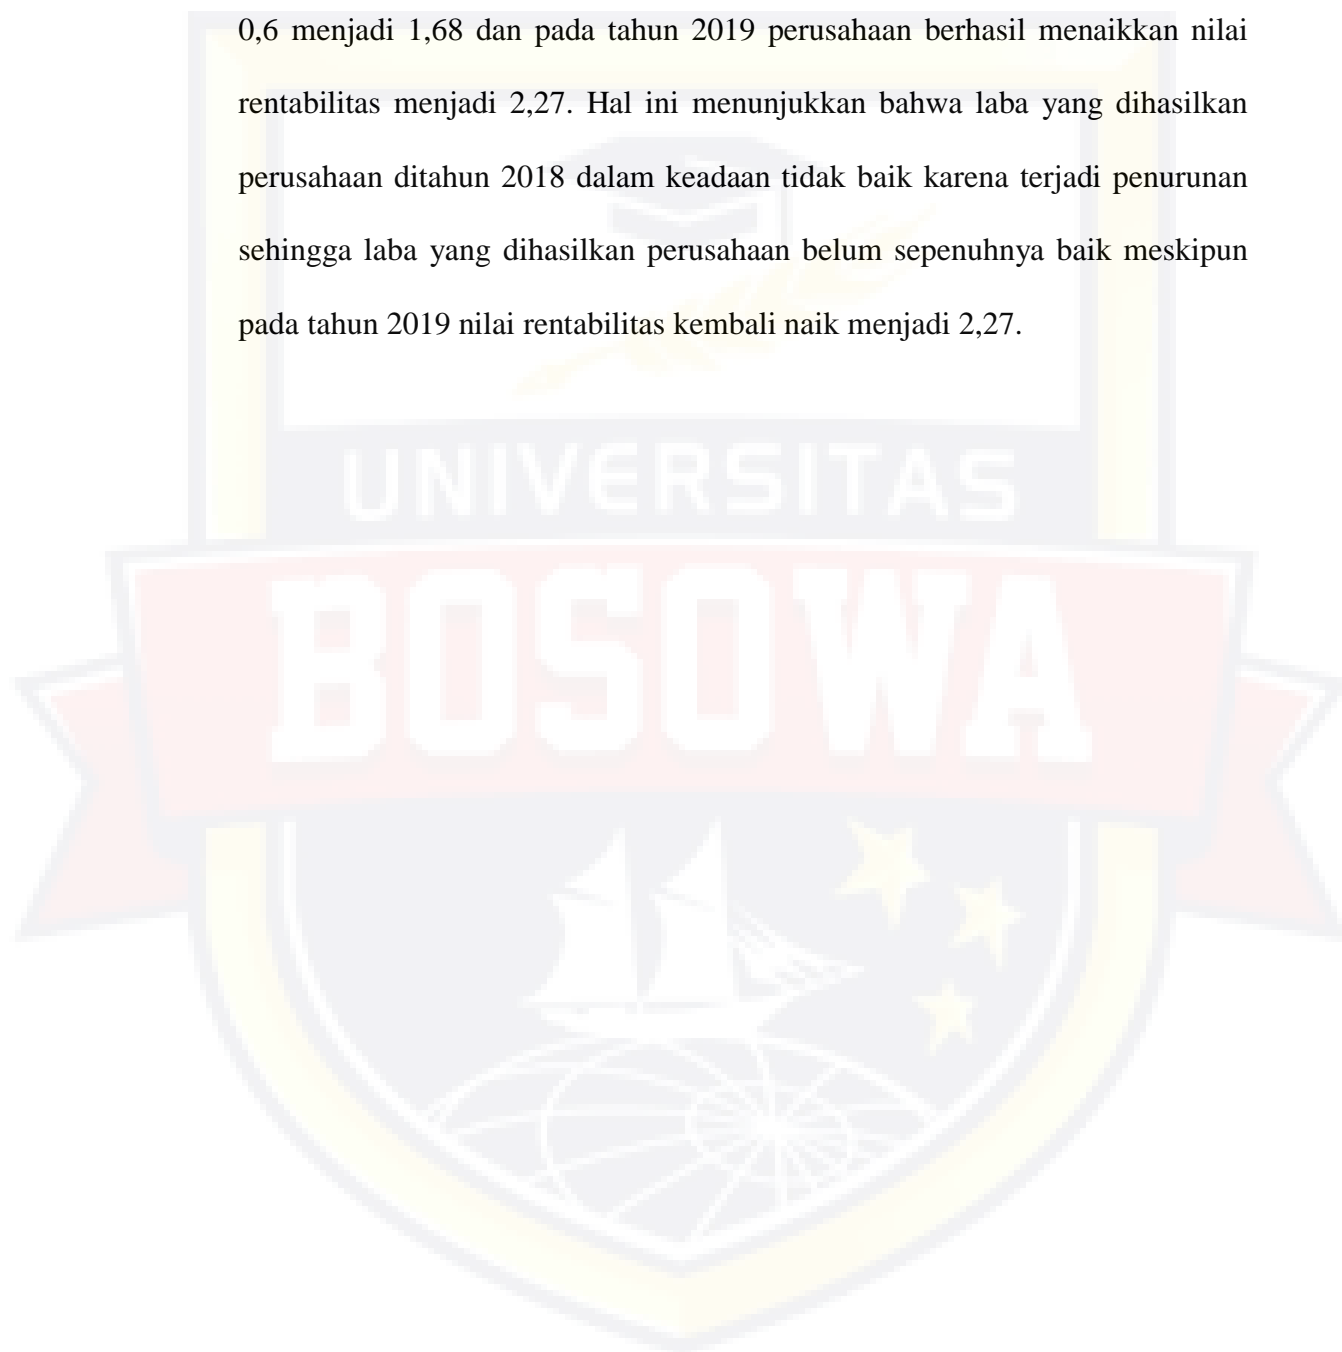 0,6 menjadi 1,68 dan pada tahun 2019 perusahaan berhasil menaikkan nilai
rentabilitas menjadi 2,27. Hal ini menunjukkan bahwa laba yang dihasilkan
perusahaan ditahun 2018 dalam keadaan tidak baik karena terjadi penurunan
sehingga laba yang dihasilkan perusahaan belum sepenuhnya baik meskipun
pada tahun 2019 nilai rentabilitas kembali naik menjadi 2,27.
UNIVERSITAS
BOSOWA